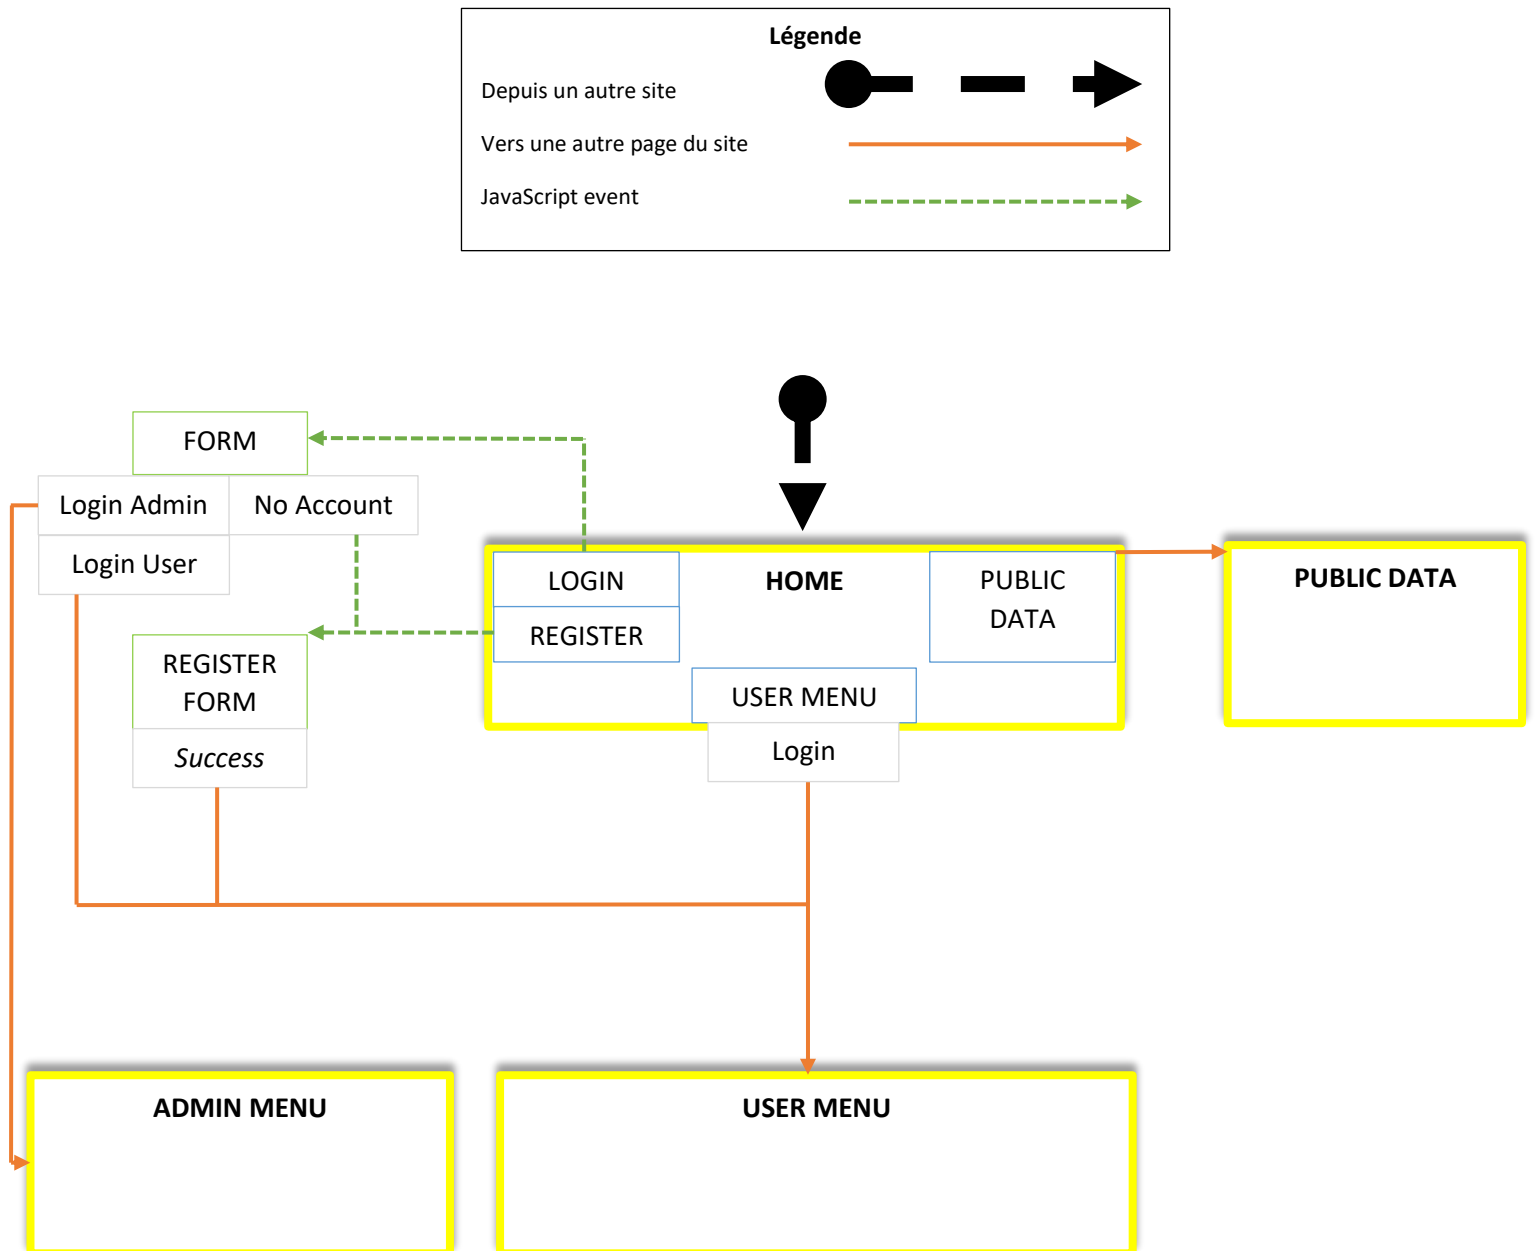 Légende
Depuis un autre site
Vers une autre page du site
JavaScript event
FORM
Login Admin
No Account
Login User
LOGIN
HOME
PUBLIC
DATA
PUBLIC DATA
REGISTER
REGISTER
FORM
USER MENU
Success
Login
ADMIN MENU
USER MENU